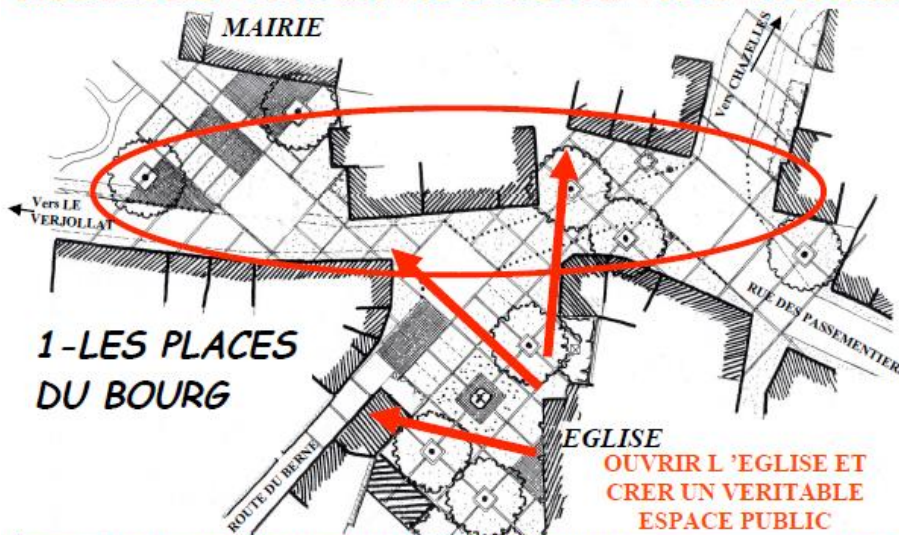 MAIRIE
Vers CHAZELLES
Vers LE
VERJOLLAT
RUE DES PASSEMENTIER
1-LES PLACES
DU BOURG
EGLISE
ROUTE DU BERNE
OUVRIR L 'EGLISE ET
CRER UN VERITABLE
ESPACE PUBLIC